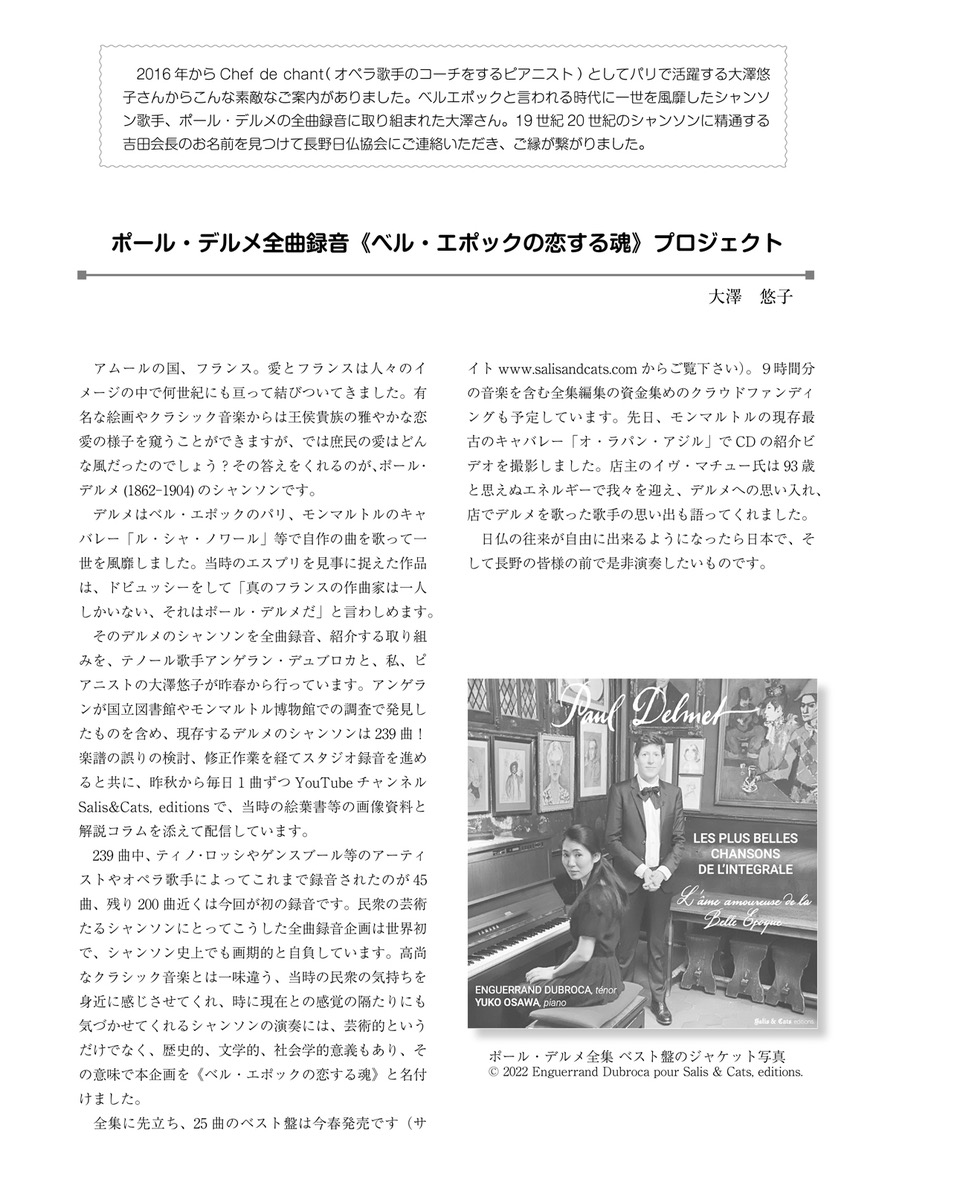 2016 年から Chef de chant( オペラ歌手のコーチをするピアニスト ) としてパリで活躍する大澤悠
子さんからこんな素敵なご案内がありました。ベルエポックと言われる時代に一世を風靡したシャンソ
ン歌手、ポール・デルメの全曲録音に取り組まれた大澤さん。19 世紀 20 世紀のシャンソンに精通する
吉田会長のお名前を見つけて長野日仏協会にご連絡いただき、ご縁が繋がりました。
ポール・デルメ全曲録音《ベル・エポックの恋する魂》プロジェクト
大澤　悠子
アムールの国、フランス。愛とフランスは人々のイ
メージの中で何世紀にも亘って結びついてきました。有
名な絵画やクラシック音楽からは王侯貴族の雅やかな恋
愛の様子を窺うことができますが、では庶民の愛はどん
な風だったのでしょう？その答えをくれるのが､ポール･
デルメ (1862-1904) のシャンソンです。
デルメはベル・エポックのパリ、モンマルトルのキャ
バレー「ル・シャ・ノワール」等で自作の曲を歌って一
世を風靡しました。当時のエスプリを見事に捉えた作品
は、ドビュッシーをして「真のフランスの作曲家は一人
しかいない、それはポール・デルメだ」と言わしめます。
そのデルメのシャンソンを全曲録音、紹介する取り組
みを、テノール歌手アンゲラン・デュブロカと、私、ピ
アニストの大澤悠子が昨春から行っています。アンゲラ
ンが国立図書館やモンマルトル博物館での調査で発見し
たものを含め、現存するデルメのシャンソンは 239 曲！
楽譜の誤りの検討、修正作業を経てスタジオ録音を進め
ると共に、昨秋から毎日 1 曲ずつ YouTube チャンネル
Salis&Cats, editions で、当時の絵葉書等の画像資料と
解説コラムを添えて配信しています。
239 曲中､ティノ･ロッシやゲンスブール等のアーティ
ストやオペラ歌手によってこれまで録音されたのが 45
曲、残り 200 曲近くは今回が初の録音です。民衆の芸術
たるシャンソンにとってこうした全曲録音企画は世界初
で、シャンソン史上でも画期的と自負しています。高尚
なクラシック音楽とは一味違う、当時の民衆の気持ちを
身近に感じさせてくれ、時に現在との感覚の隔たりにも
気づかせてくれるシャンソンの演奏には、芸術的という
だけでなく、歴史的、文学的、社会学的意義もあり、そ
の意味で本企画を《ベル・エポックの恋する魂》と名付
けました。
全集に先立ち、25 曲のベスト盤は今春発売です（サ
イト www.salisandcats.com からご覧下さい）。９時間分
の音楽を含む全集編集の資金集めのクラウドファンディ
ングも予定しています。先日、モンマルトルの現存最
古のキャバレー「オ・ラパン・アジル」で CD の紹介ビ
デオを撮影しました。店主のイヴ・マチュー氏は 93 歳
と思えぬエネルギーで我々を迎え、デルメへの思い入れ、
店でデルメを歌った歌手の思い出も語ってくれました。
日仏の往来が自由に出来るようになったら日本で、そ
して長野の皆様の前で是非演奏したいものです。
Paul Delmet
LES PLUS BELLES
CHANSONS
DE L'INTEGRALE
L'âme amoureuse de la
Belle Epoque
ENGUERRAND DUBROCA, ténor
YUKO OSAWA, piano
Salis & Cats editions
ポール・デルメ全集 ベスト盤のジャケット写真
© 2022 Enguerrand Dubroca pour Salis & Cats, editions.